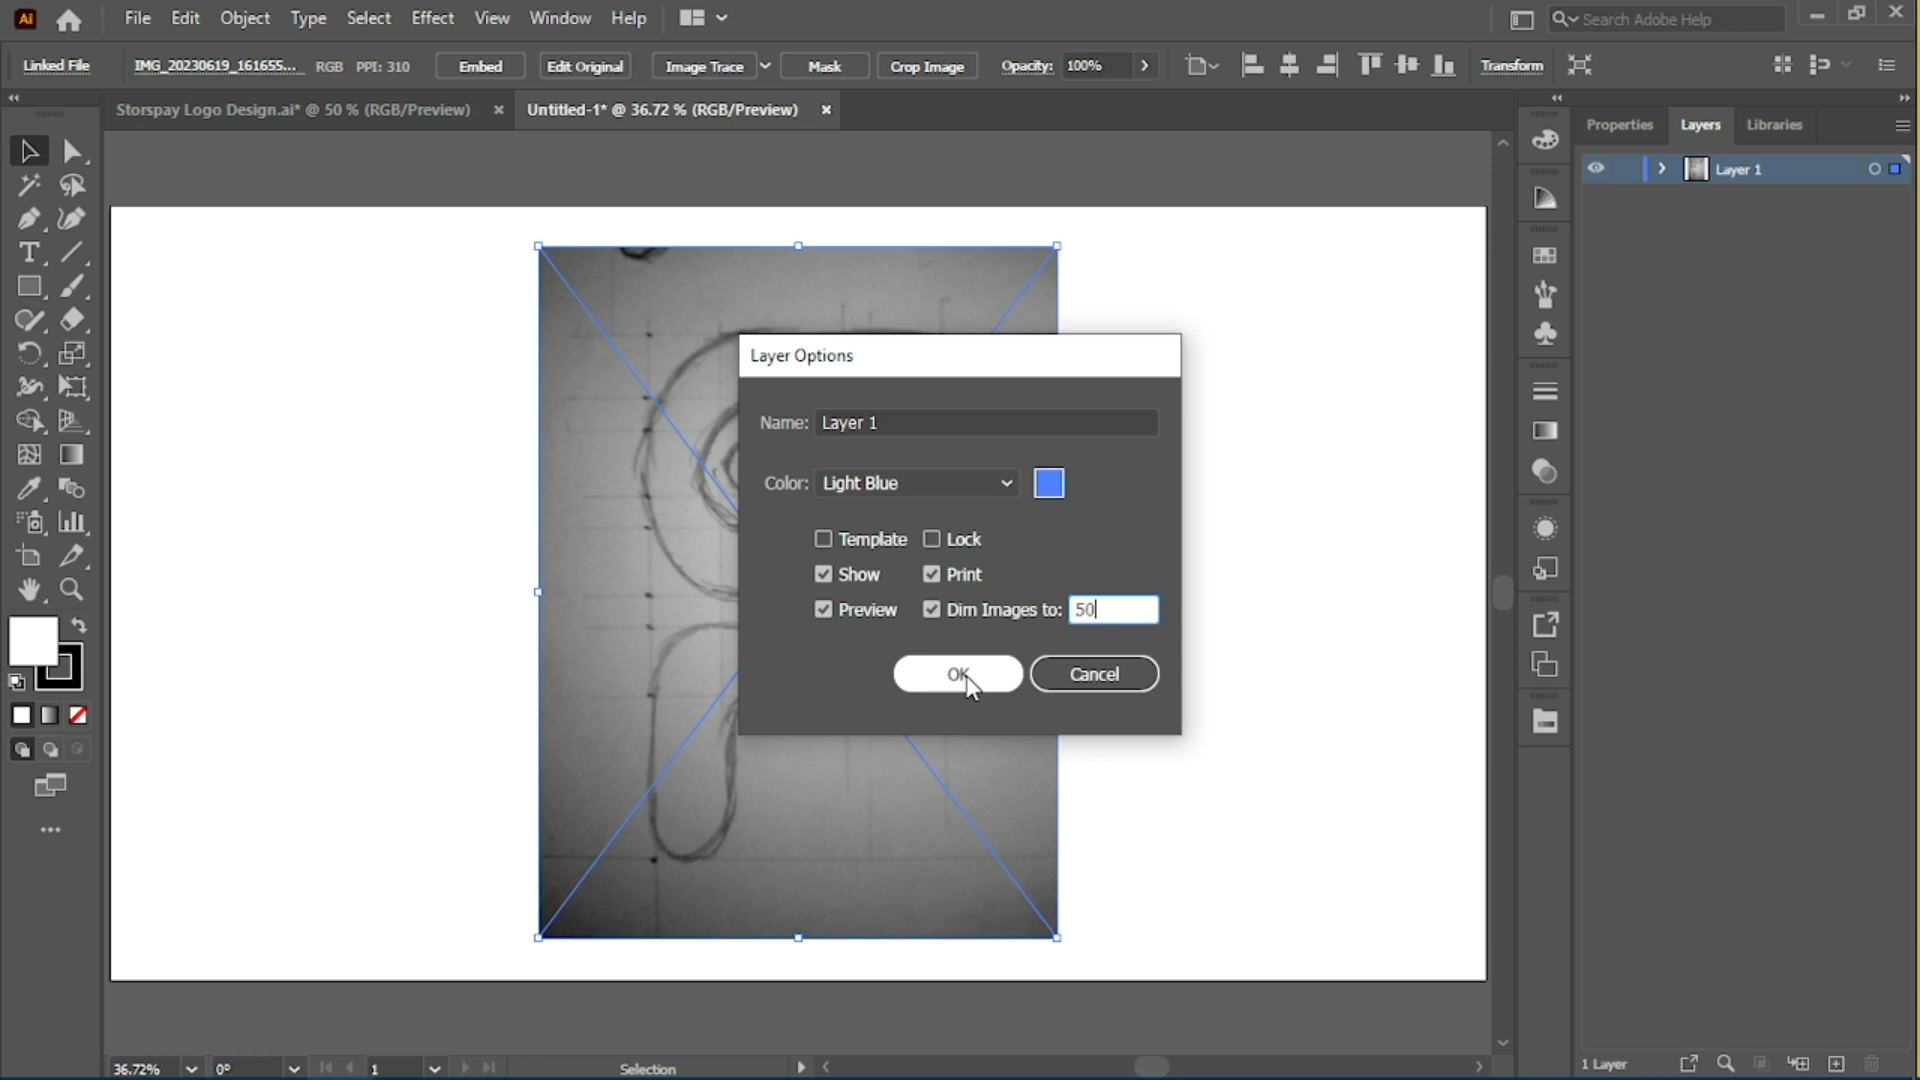 Ai File Edit Object Type Select Effect View Window Help Search Adobe Help
Linked File IMG_20230619_161655... RGB PPI: 310 Embed Edit Original Image Trace Mask Crop Image Opacity: 100% Transform
Storspay Logo Design.ai* @ 50 % (RGB/Preview) × Untitled-1* @ 36.72 % (RGB/Preview) ×
Properties Layers Libraries
Layer 1
Layer Options
Name: Layer 1
Color: Light Blue
Template Lock
Show Print
Preview Dim Images to: 50
OK Cancel
36.72% 0° 1 Selection
1 Layer